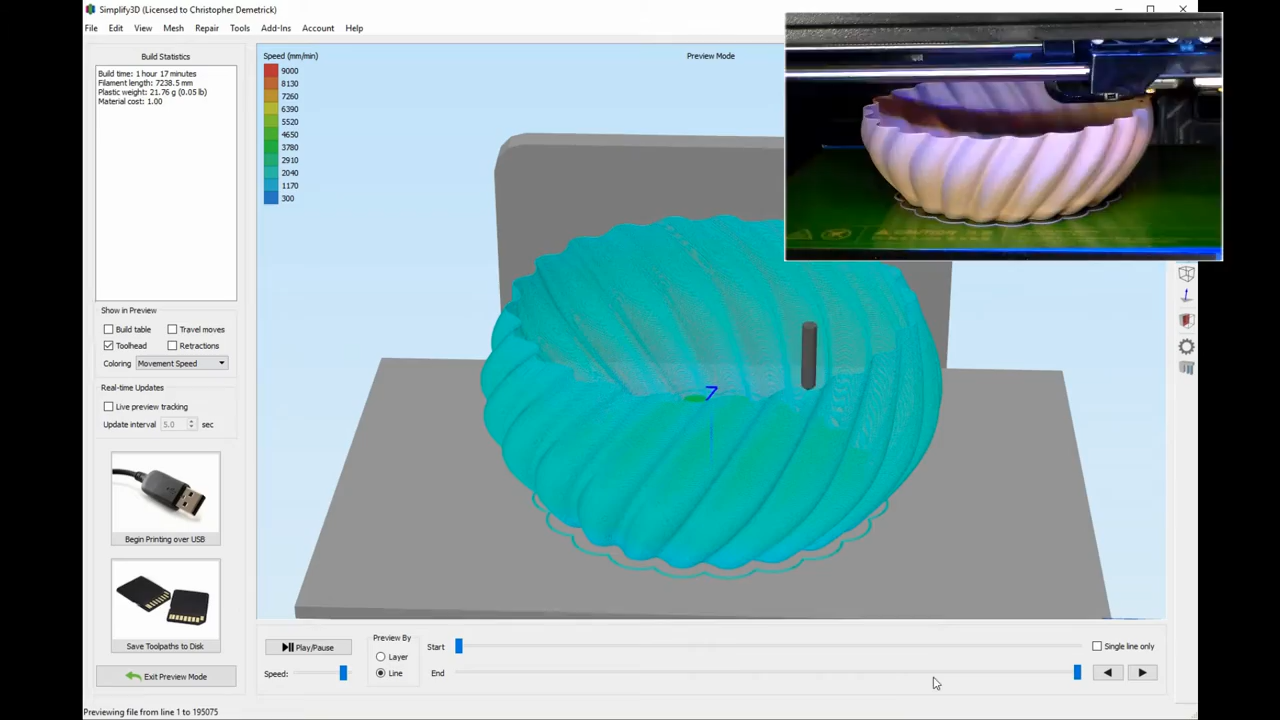 Simplify3D (Licensed to Christopher Demetrick)
File Edit View Mesh Repair Tools Add-Ins Account Help
Build Statistics
Build time: 1 hour 17 minutes
Filament length: 7238.5 mm
Plastic weight: 21.76 g (0.05 lb)
Material cost: 1.00
Show in Preview
Build table Travel moves
Toolhead Retractions
Coloring Movement Speed
Real-time Updates
Live preview tracking
Update interval 5.0 sec
Begin Printing over USB
Save Toolpaths to Disk
Exit Preview Mode
Speed (mm/min)
9000
8130
7260
6390
5520
4650
3780
2910
2040
1170
300
Preview Mode
Z
Play/Pause
Speed:
Preview By
Layer
Line
Start
End
Single line only
Previewing file from line 1 to 195075